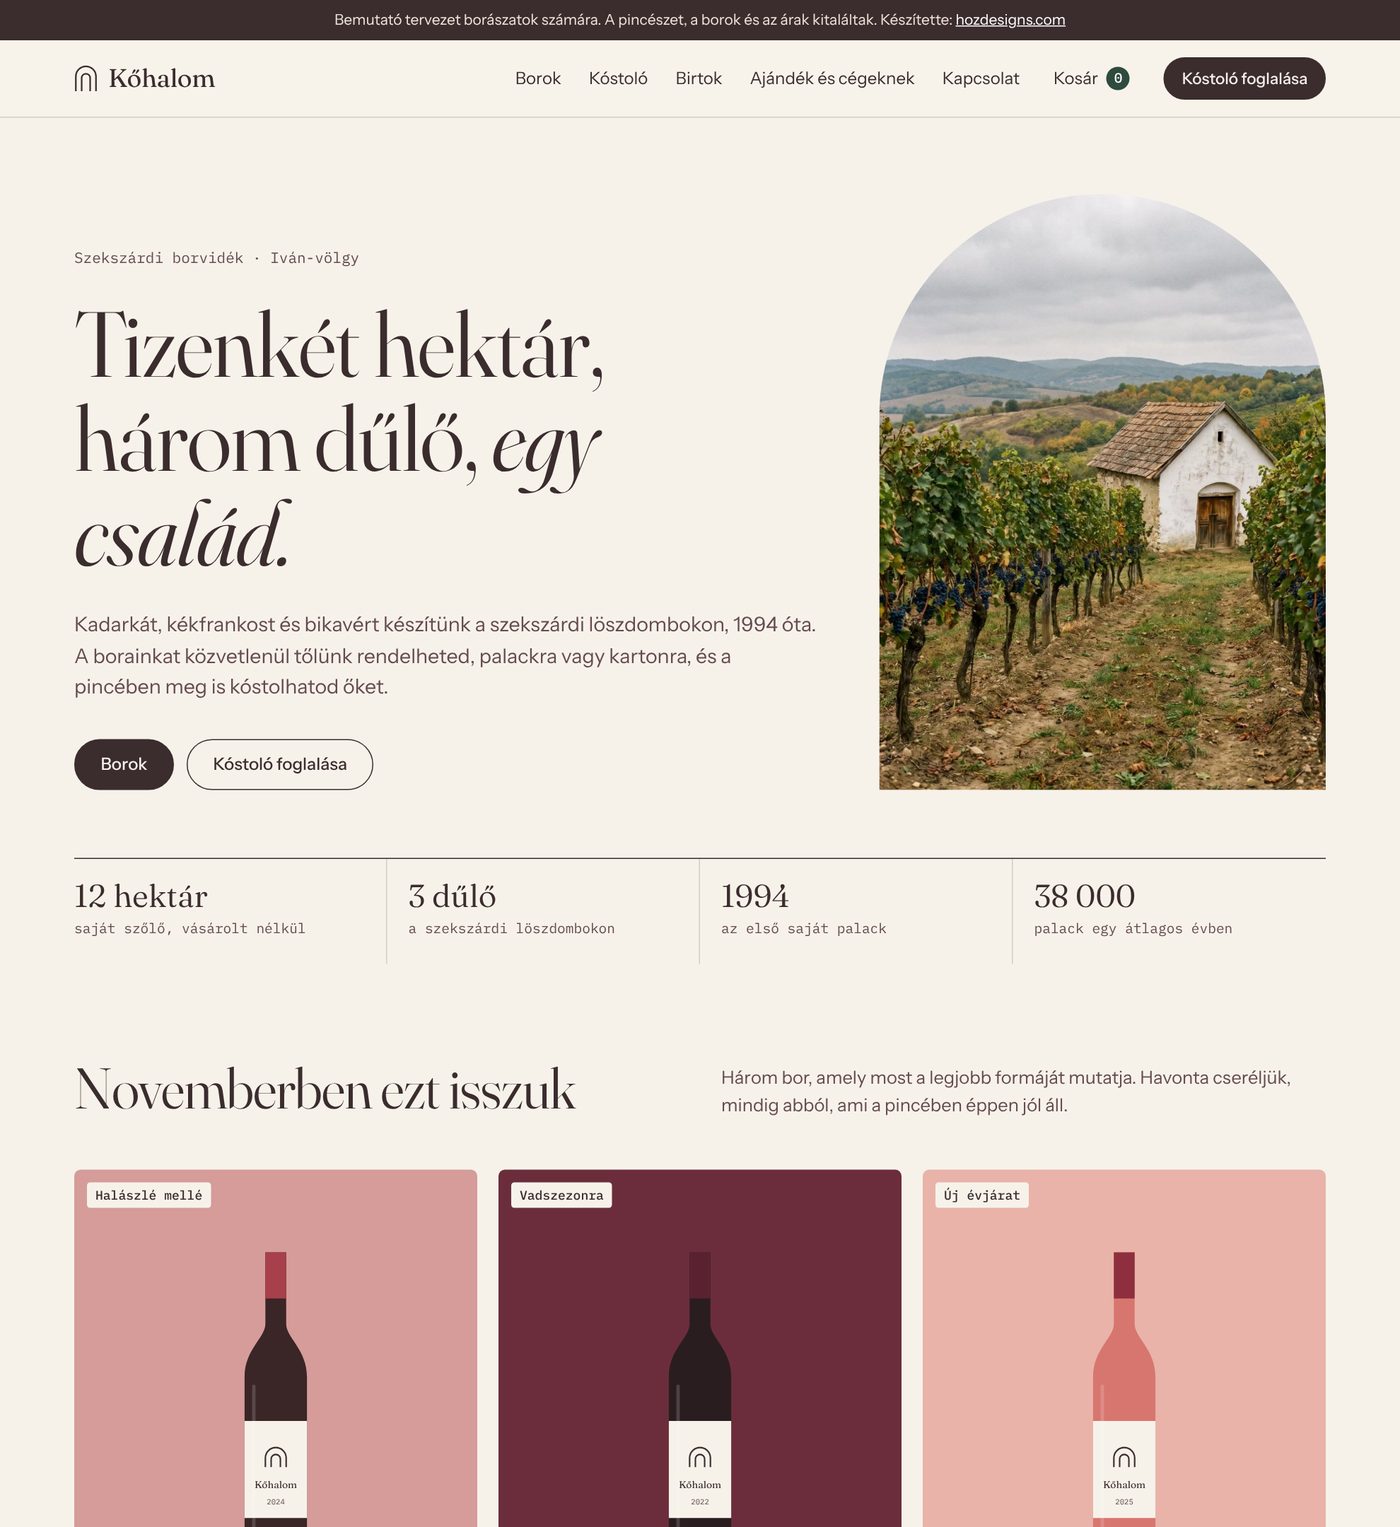 Bemutató tervezet borászatok számára. A pincészet, a borok és az árak kitaláltak. Készítette: hozdesigns.com
Kőhalom
Borok Kóstoló Birtok Ajándék és cégeknek Kapcsolat Kosár 0 Kóstoló foglalása
Szekszárdi borvidék · Iván-völgy
Tizenkét hektár,
három dűlő, egy
család.
Kadarkát, kékfrankost és bikavért készítünk a szekszárdi löszdombokon, 1994 óta.
A borainkat közvetlenül tőlünk rendelheted, palackra vagy kartonra, és a
pincében meg is kóstolhatod őket.
Borok Kóstoló foglalása
12 hektár
saját szőlő, vásárolt nélkül
3 dűlő
a szekszárdi löszdombokon
1994
az első saját palack
38 000
palack egy átlagos évben
Novemberben ezt isszuk
Három bor, amely most a legjobb formáját mutatja. Havonta cseréljük,
mindig abból, ami a pincében éppen jól áll.
Halászlé mellé
Kőhalom
2024
Vadszezonra
Kőhalom
2022
Új évjárat
Kőhalom
2025